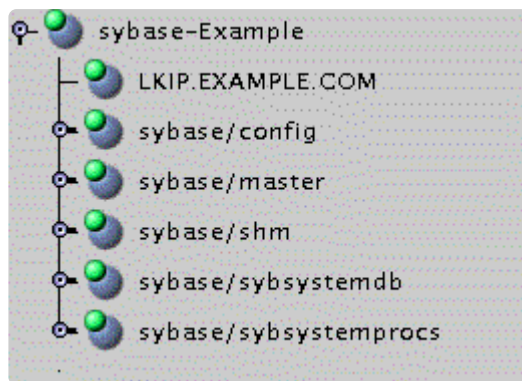 sybase-Example
LKIP.EXAMPLE.COM
sybase/config
sybase/master
sybase/shm
sybase/sybsystemdb
sybase/sybsystemprocs